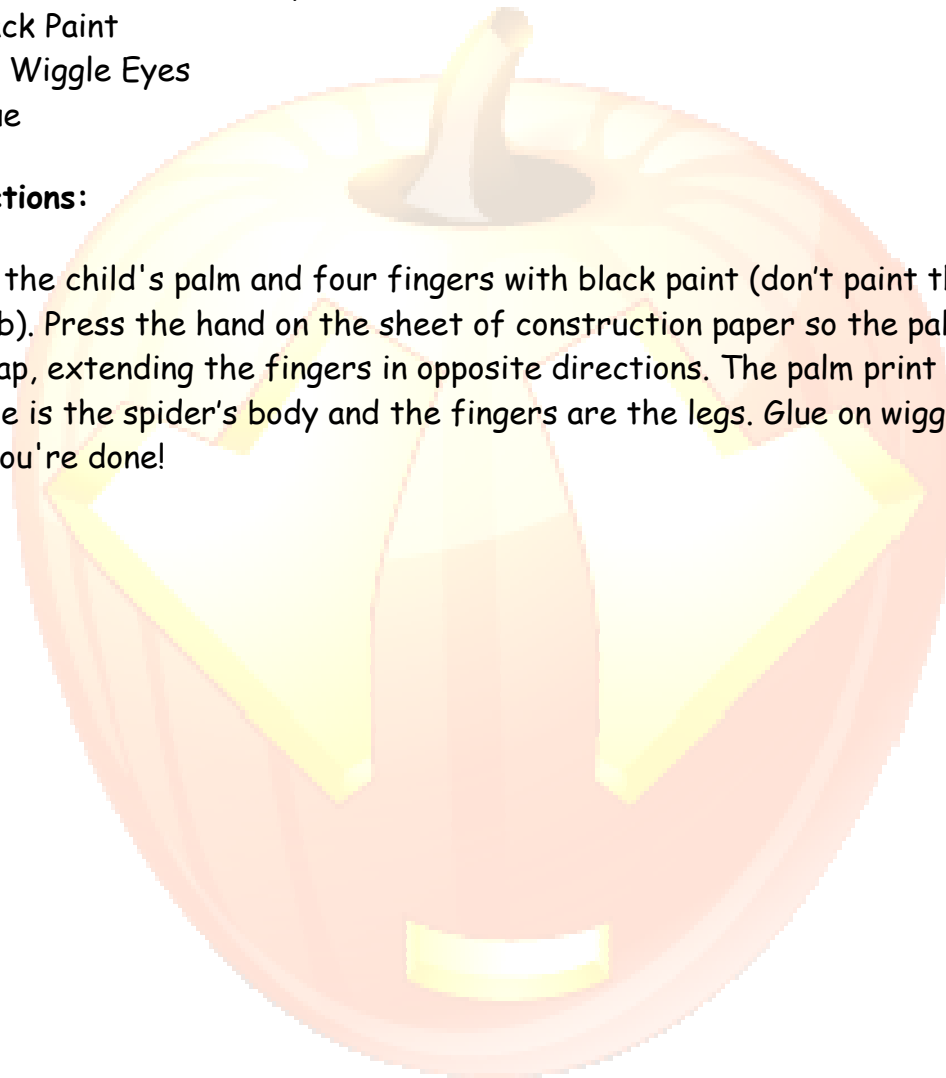 ck Paint
Wiggle Eyes
ue
ctions:
the child's palm and four fingers with black paint (don’t paint th
b). Press the hand on the sheet of construction paper so the pal
ap, extending the fingers in opposite directions. The palm print
e is the spider’s body and the fingers are the legs. Glue on wigg
ou're done!